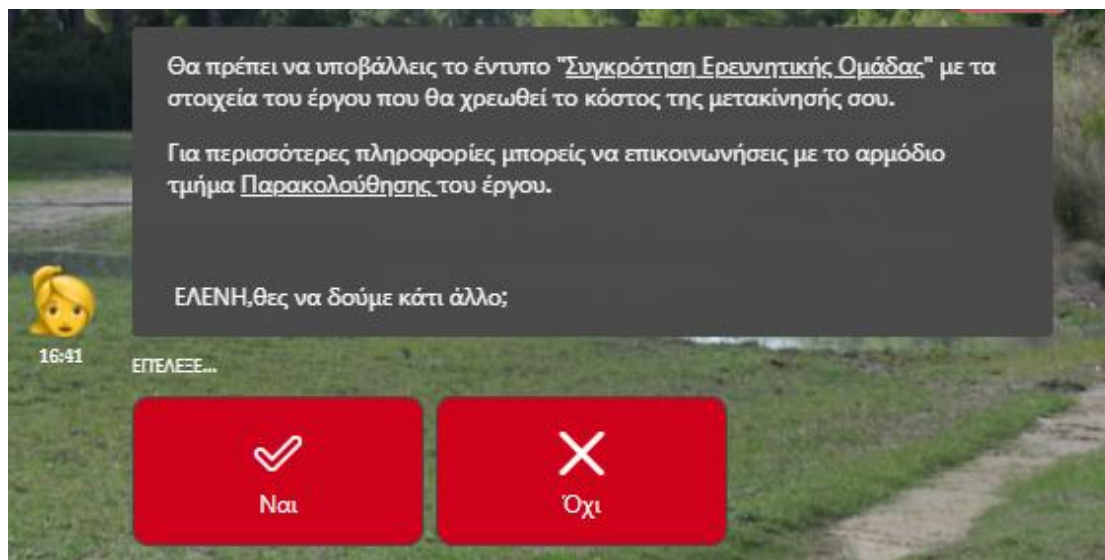 Θα πρέπει να υποβάλλεις το έντυπο "Συγκρότηση Ερευνητικής Ομάδας" με τα
στοιχεία του έργου που θα χρεωθεί το κόστος της μετακίνησής σου.
Για περισσότερες πληροφορίες μπορείς να επικοινωνήσεις με το αρμόδιο
τμήμα Παρακολούθησης του έργου.
ΕΛΕΝΗ,θες να δούμε κάτι άλλο;
16:41
ΕΠΕΛΕΞΕ...
Ναι Όχι